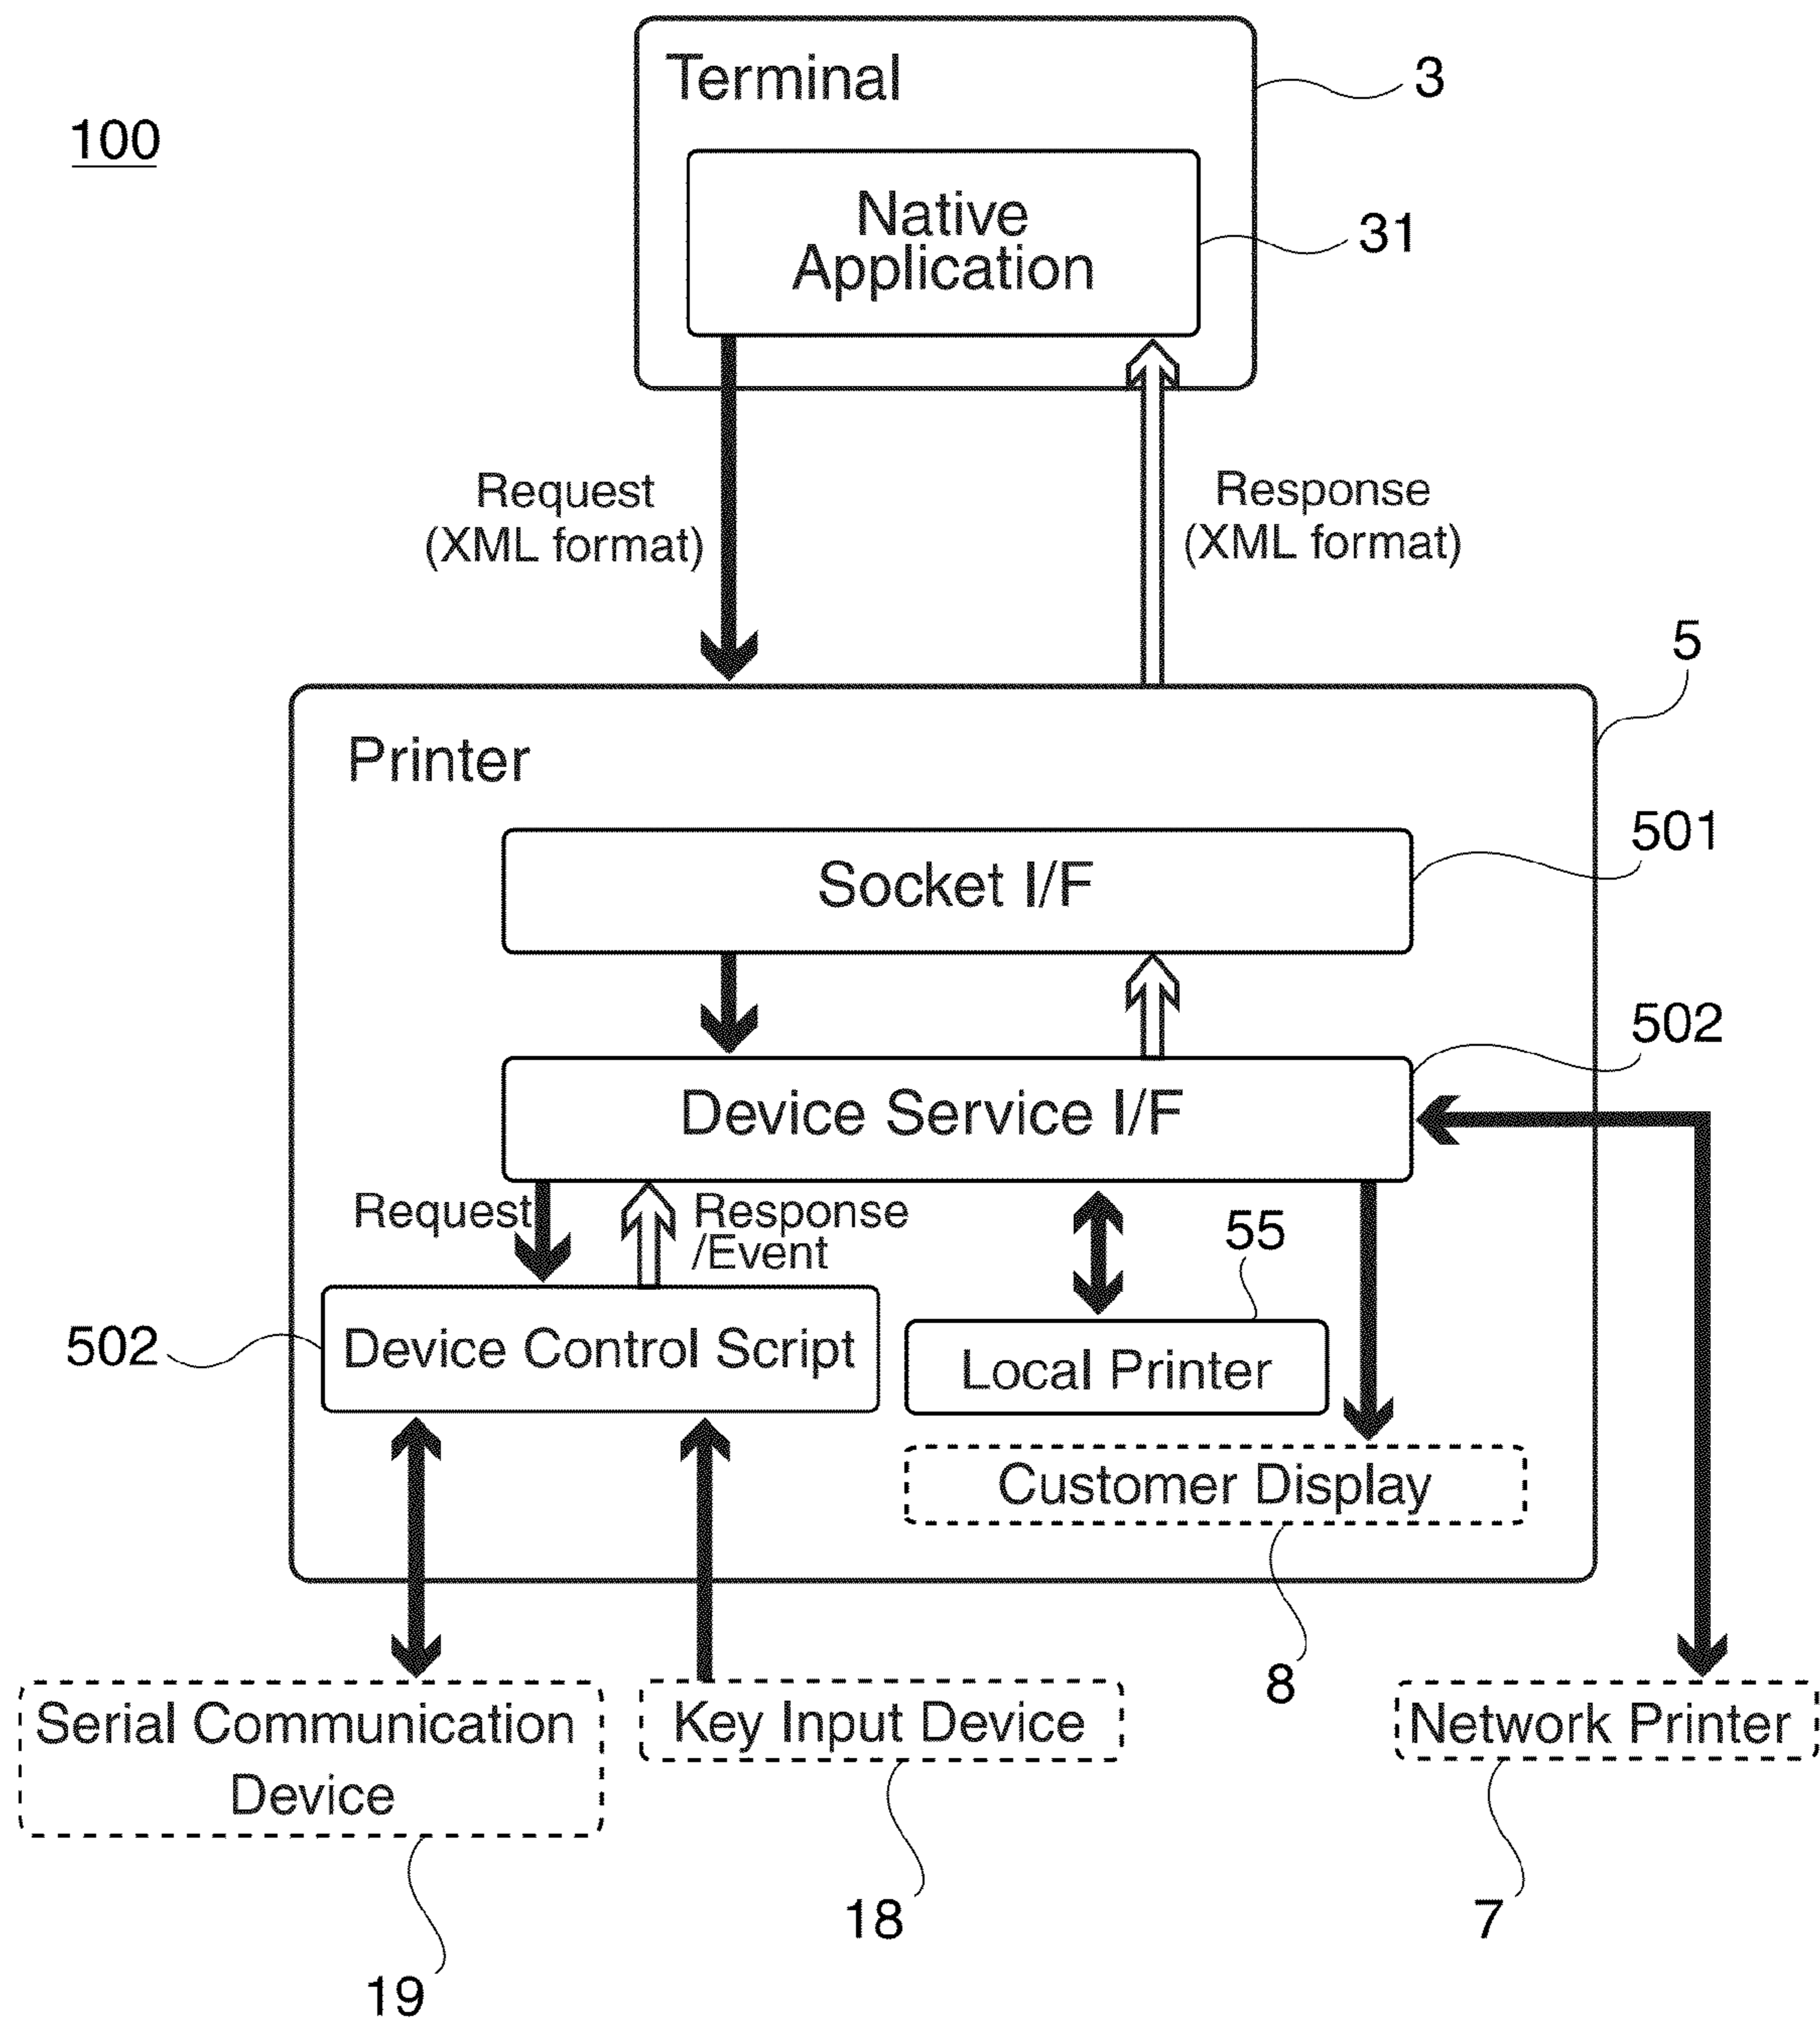 Terminal
3
100
Native
Application
31
Request
(XML format)
Response
(XML format)
5
Printer
501
Socket I/F
502
Device Service I/F
Request
Response
/Event
55
502
Device Control Script
Local Printer
Customer Display
8
Serial Communication
Device
Key Input Device
Network Printer
18
7
19